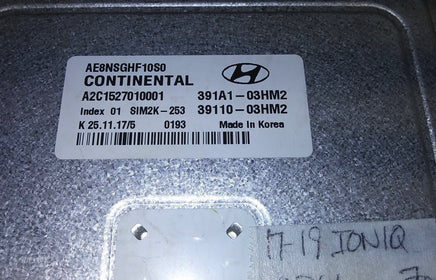 AE8NSGHF10S0
CONTINENTAL
A2C1527010001 391A1-03HM2
Index 01 SIM2K-253 39110-03HM2
K 25.11.17/5 0193 Made in Korea
17-19 IONIQ